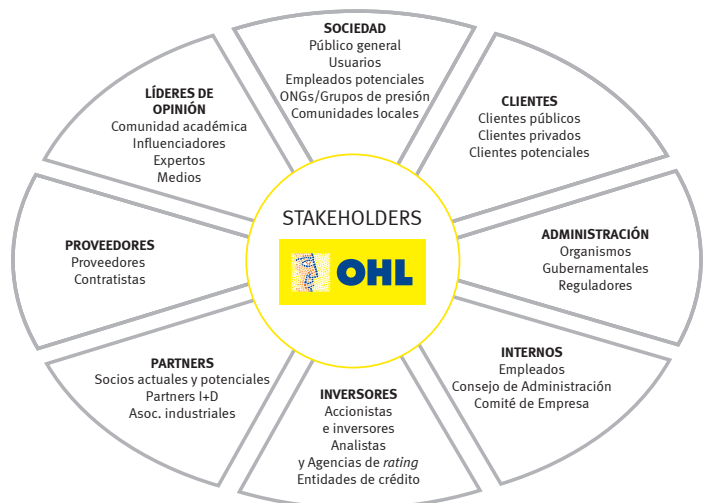 SOCIEDAD
Público general
Usuarios
Empleados potenciales
ONGs/Grupos de presión
Comunidades locales
CLIENTES
Clientes públicos
Clientes privados
Clientes potenciales
ADMINISTRACIÓN
Organismos
Gubernamentales
Reguladores
INTERNOS
Empleados
Consejo de Administración
Comité de Empresa
INVERSORES
Accionistas
e inversores
Analistas
y Agencias de rating
Entidades de crédito
PARTNERS
Socios actuales y potenciales
Partners I+D
Asoc. industriales
PROVEEDORES
Proveedores
Contratistas
LÍDERES DE
OPINIÓN
Comunidad académica
Influenciadores
Expertos
Medios
STAKEHOLDERS
OHL